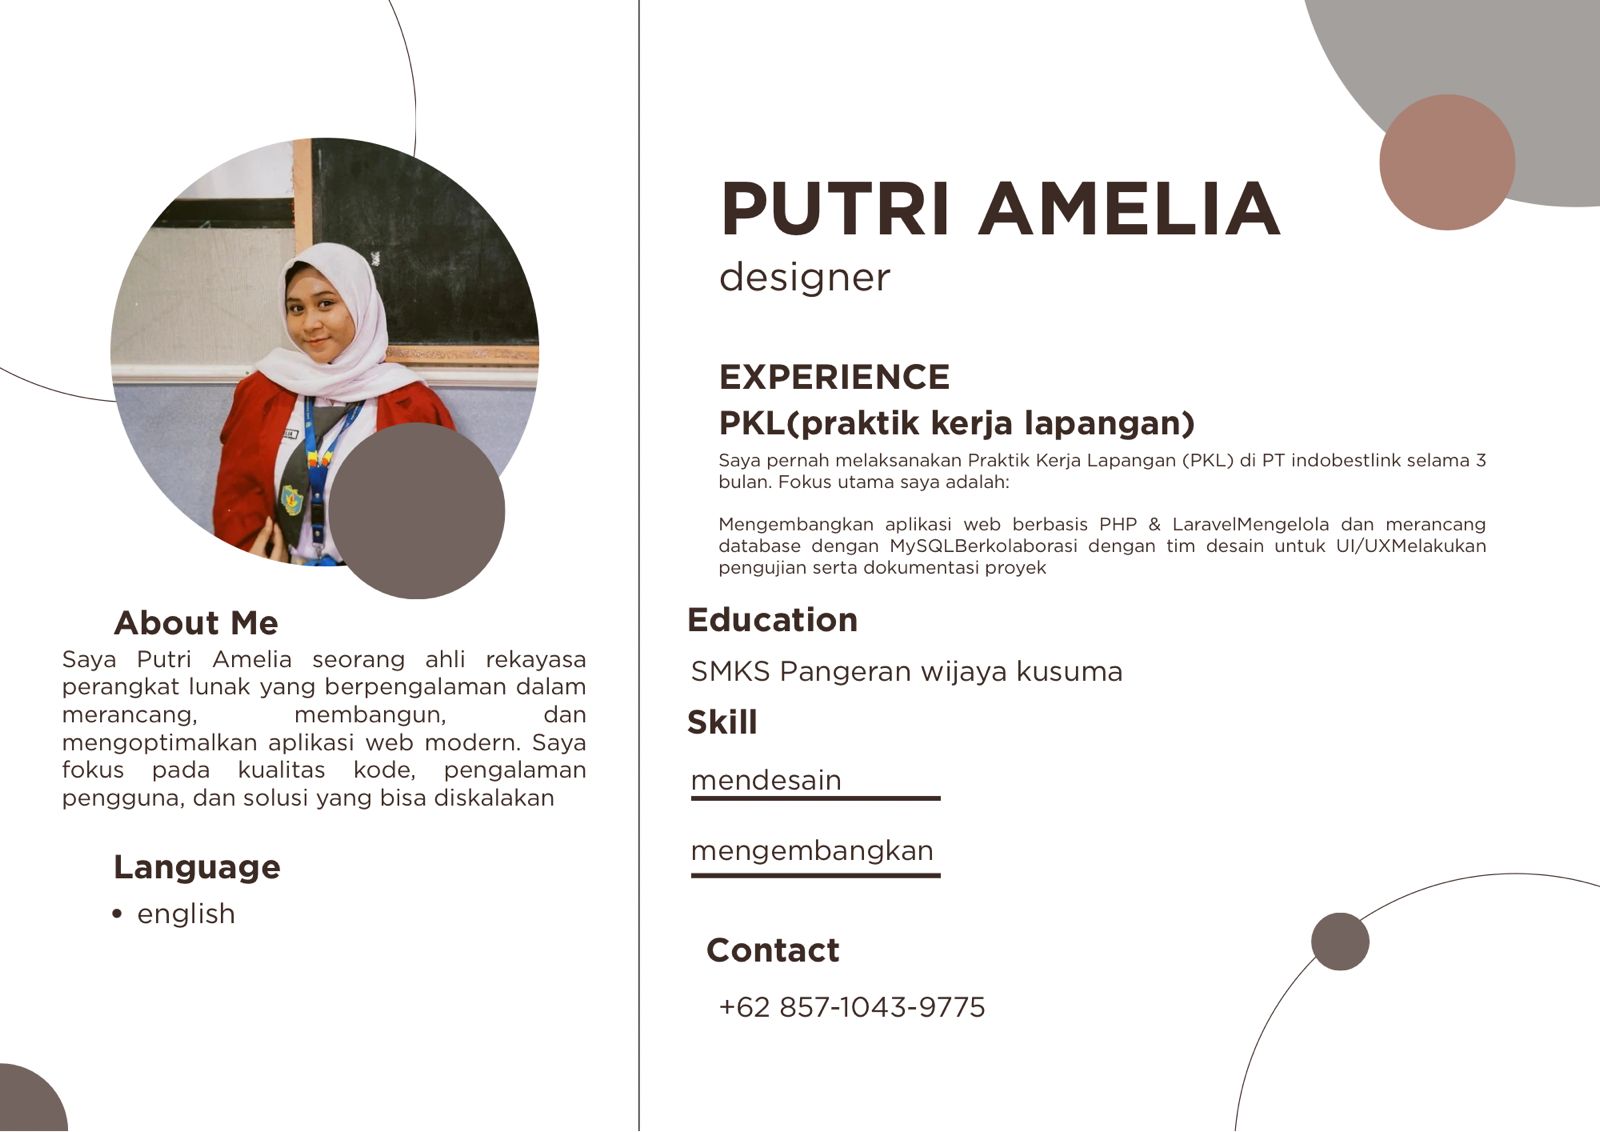 About Me
Saya Putri Amelia seorang ahli rekayasa
perangkat lunak yang berpengalaman dalam
merancang, membangun, dan
mengoptimalkan aplikasi web modern. Saya
fokus pada kualitas kode, pengalaman
pengguna, dan solusi yang bisa diskalakan
Language
• english
PUTRI AMELIA
designer
EXPERIENCE
PKL(praktik kerja lapangan)
Saya pernah melaksanakan Praktik Kerja Lapangan (PKL) di PT indobestlink selama 3
bulan. Fokus utama saya adalah:
Mengembangkan aplikasi web berbasis PHP & LaravelMengelola dan merancang
database dengan MySQLBerkolaborasi dengan tim desain untuk UI/UXMelakukan
pengujian serta dokumentasi proyek
Education
SMKS Pangeran wijaya kusuma
Skill
mendesain
mengembangkan
Contact
+62 857-1043-9775